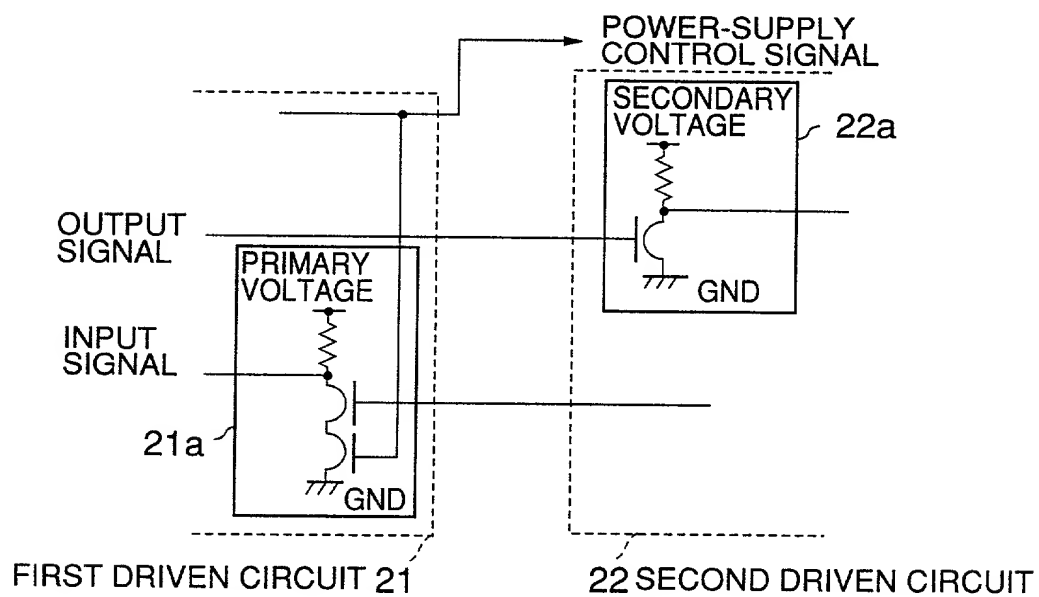 POWER-SUPPLY
CONTROL SIGNAL
SECONDARY
VOLTAGE
22a
OUTPUT
SIGNAL
GND
PRIMARY
VOLTAGE
INPUT
SIGNAL
21a
GND
FIRST DRIVEN CIRCUIT 21
22 SECOND DRIVEN CIRCUIT